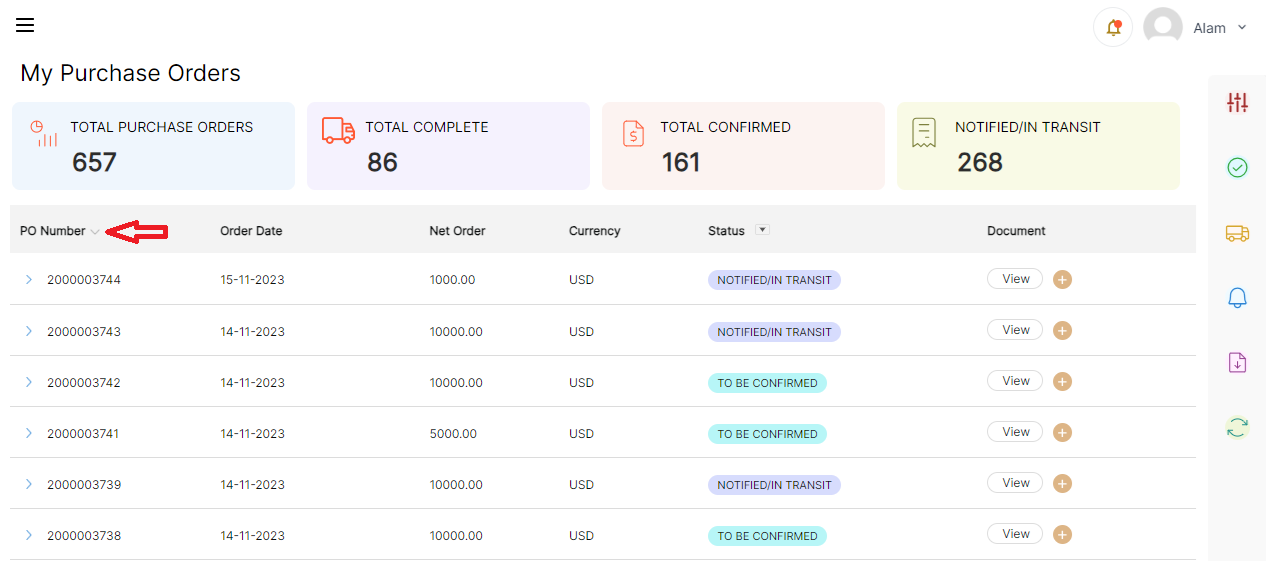 Alam
My Purchase Orders
TOTAL PURCHASE ORDERS
657
TOTAL COMPLETE
86
TOTAL CONFIRMED
161
NOTIFIED/IN TRANSIT
268
PO Number Order Date Net Order Currency Status Document
2000003744 15-11-2023 1000.00 USD NOTIFIED/IN TRANSIT View
2000003743 14-11-2023 10000.00 USD NOTIFIED/IN TRANSIT View
2000003742 14-11-2023 10000.00 USD TO BE CONFIRMED View
2000003741 14-11-2023 5000.00 USD TO BE CONFIRMED View
2000003739 14-11-2023 10000.00 USD NOTIFIED/IN TRANSIT View
2000003738 14-11-2023 10000.00 USD TO BE CONFIRMED View